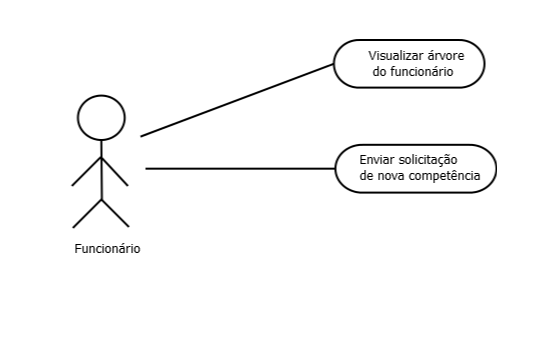 Visualizar árvore
do funcionário
Enviar solicitação
de nova competência
Funcionário